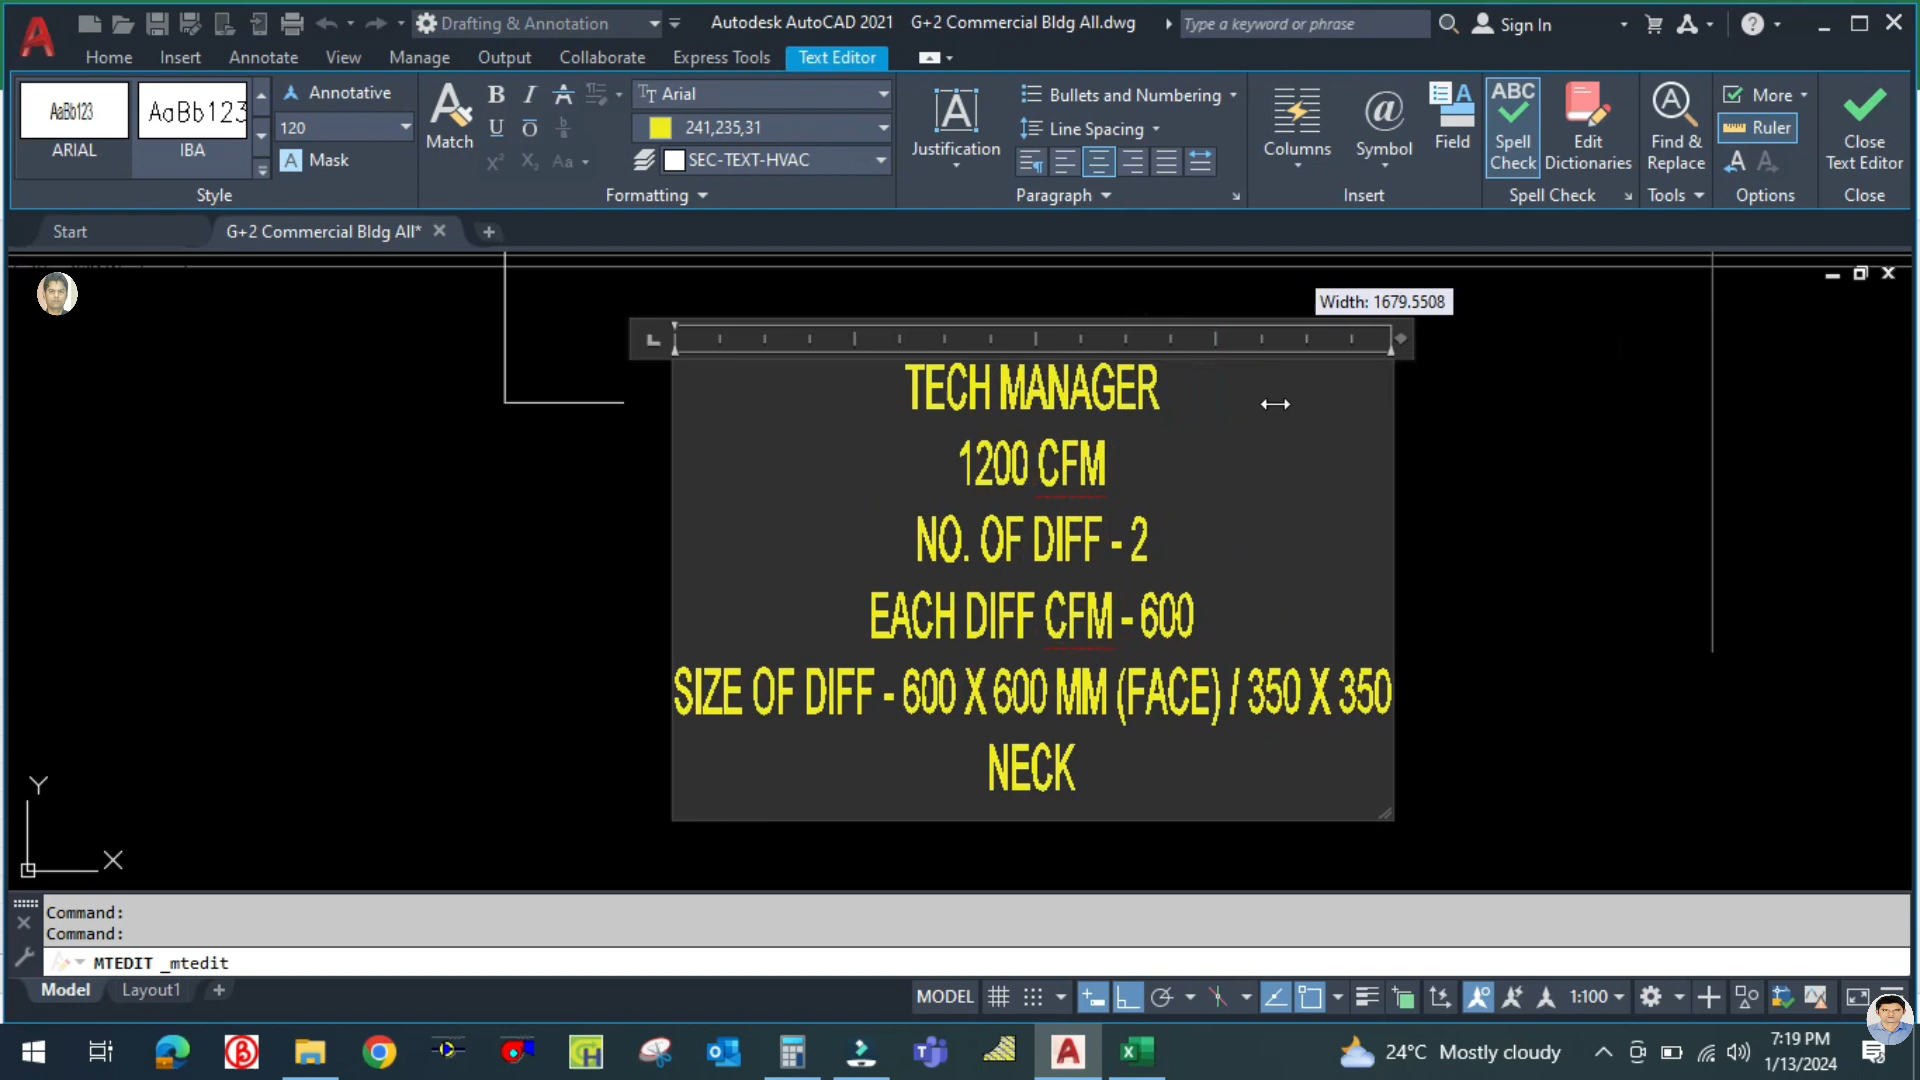 Drafting & Annotation
Autodesk AutoCAD 2021 G+2 Commercial Bldg All.dwg
Type a keyword or phrase
Sign In
Home Insert Annotate View Manage Output Collaborate Express Tools Text Editor
AaBb123
ARIAL
AaBb123
IBA
Annotative
120
Mask
Style
Match
Arial
241,235,31
SEC-TEXT-HVAC
Formatting
Justification
Bullets and Numbering
Line Spacing
Paragraph
Columns
Symbol
Field
Insert
ABC
Spell
Check
Edit
Dictionaries
Spell Check
Find &
Replace
Tools
More
Ruler
Options
Close
Text Editor
Close
Start
G+2 Commercial Bldg All*
Width: 1679.5508
TECH MANAGER
1200 CFM
NO. OF DIFF - 2
EACH DIFF CFM - 600
SIZE OF DIFF - 600 X 600 MM (FACE) / 350 X 350
NECK
Y
X
Command:
Command:
MTEDIT _mtedit
Model
Layout1
MODEL
1:100
24°C Mostly cloudy
7:19 PM
1/13/2024